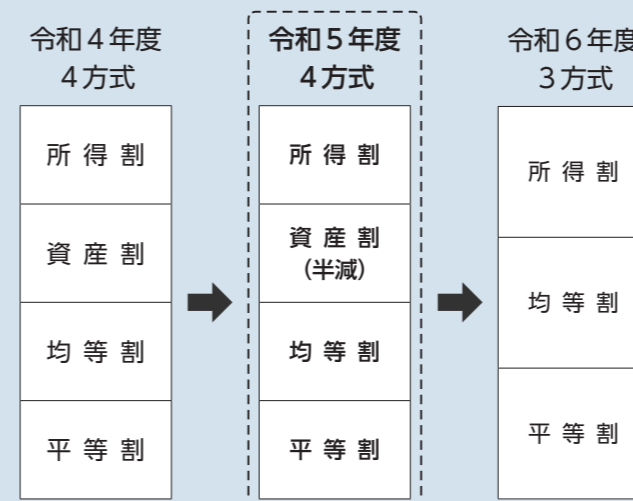 令和４年度
４方式
所得割
資産割
均等割
平等割
令和５年度
４方式
所得割
資産割
（半減）
均等割
平等割
令和６年度
３方式
所得割
均等割
平等割